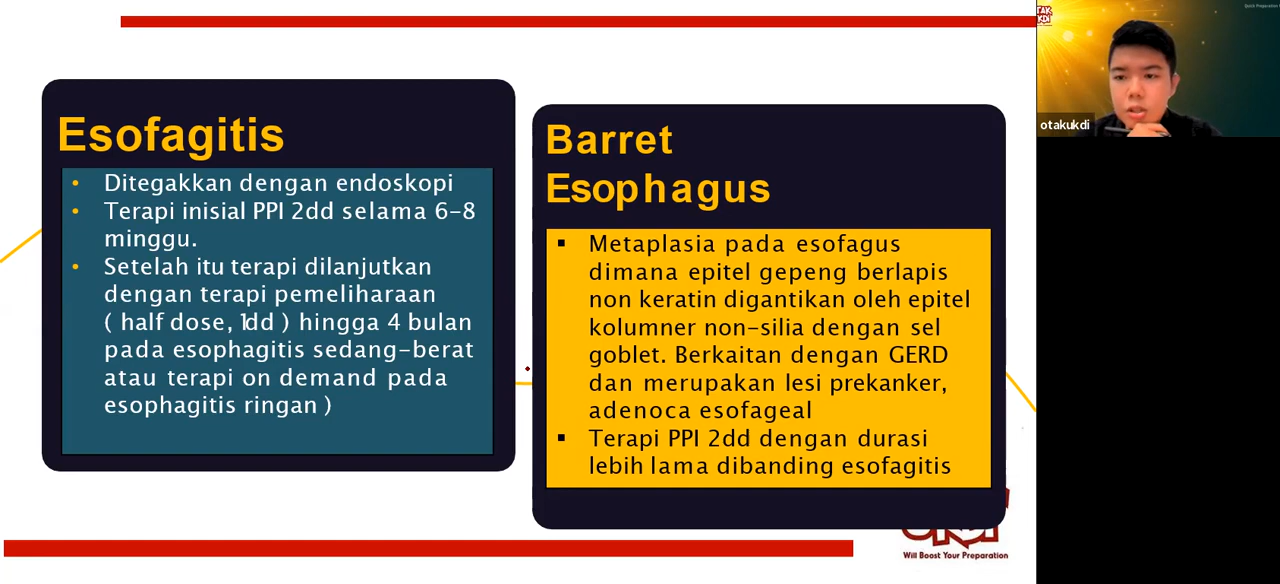 Esofagitis
• Ditegakkan dengan endoskopi
• Terapi inisial PPI 2dd selama 6-8
minggu.
• Setelah itu terapi dilanjutkan
dengan terapi pemeliharaan
( half dose, 1dd ) hingga 4 bulan
pada esophagitis sedang-berat
atau terapi on demand pada
esophagitis ringan )
Barret
Esophagus
▪ Metaplasia pada esofagus
dimana epitel gepeng berlapis
non keratin digantikan oleh epitel
kolumner non-silia dengan sel
goblet. Berkaitan dengan GERD
dan merupakan lesi prekanker,
adenoca esofageal
▪ Terapi PPI 2dd dengan durasi
lebih lama dibanding esofagitis
Will Boost Your Preparation
otakukdi